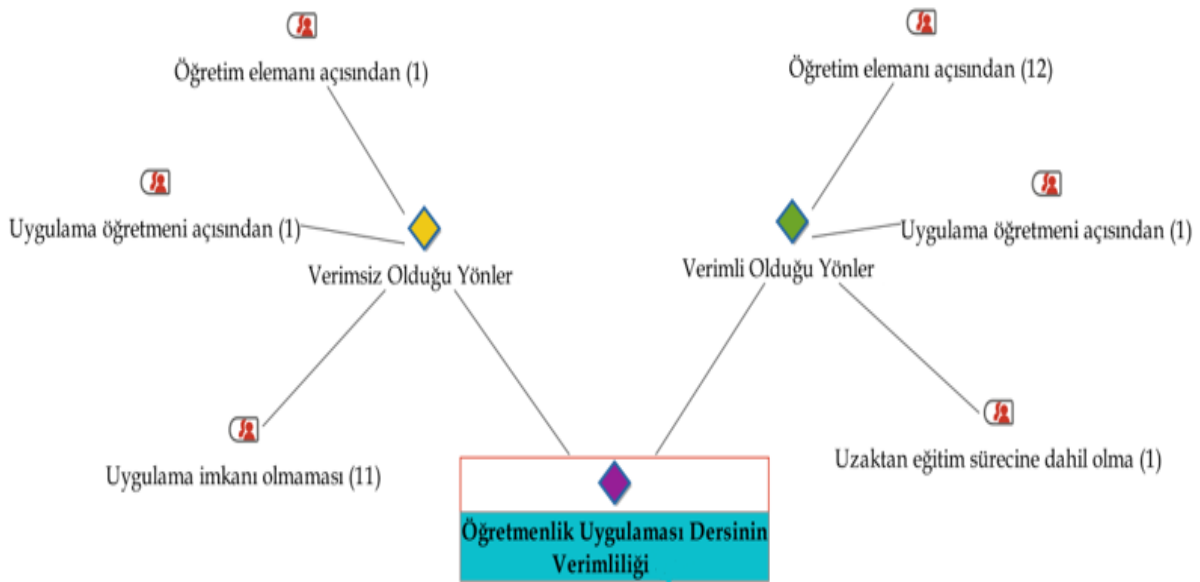 Öğretim elemanı açısından (1)
Öğretim elemanı açısından (12)
Uygulama öğretmeni açısından (1)
Uygulama öğretmeni açısından (1)
Verimsiz Olduğu Yönler
Verimli Olduğu Yönler
Uygulama imkanı olmaması (11)
Uzaktan eğitim sürecine dahil olma (1)
Öğretmenlik Uygulaması Dersinin
Verimliliği